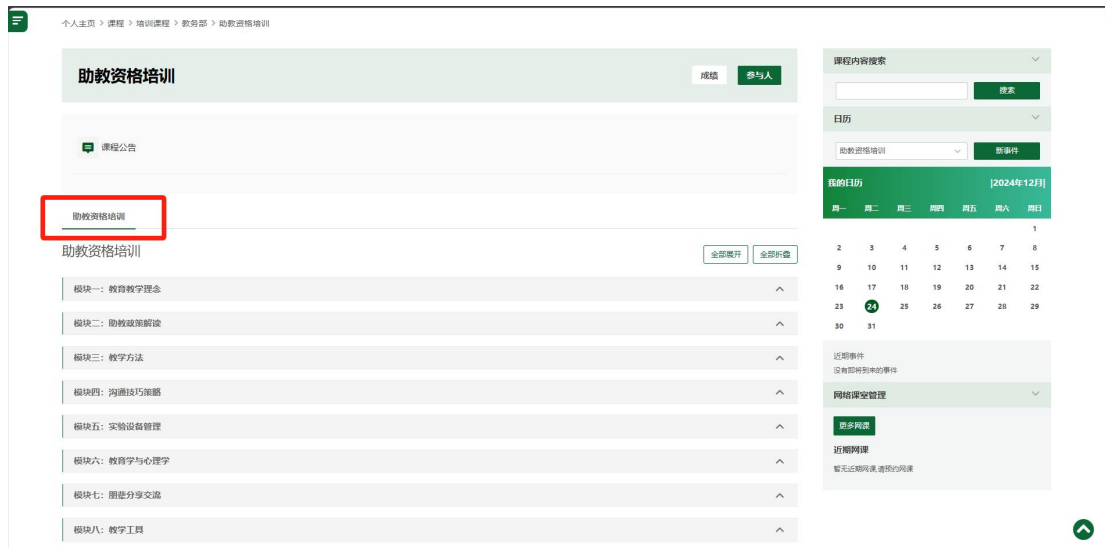 个人主页 > 课程 > 培训课程 > 教务部 > 助教资格培训
助教资格培训
成绩
参与人
课程公告
助教资格培训
助教资格培训
全部展开
全部折叠
模块一：教育教学理念
模块二：助教政策解读
模块三：教学方法
模块四：沟通技巧策略
模块五：实验设备管理
模块六：教育学与心理学
模块七：朋辈分享交流
模块八：教学工具
课程内容搜索
搜索
日历
助教资格培训
新事件
我的日历 |2024年12月|
周一 周二 周三 周四 周五 周六 周日
1
2 3 4 5 6 7 8
9 10 11 12 13 14 15
16 17 18 19 20 21 22
23 24 25 26 27 28 29
30 31
近期事件
没有即将到来的事件
网络课室管理
更多网课
近期网课
暂无近期网课,请预约网课